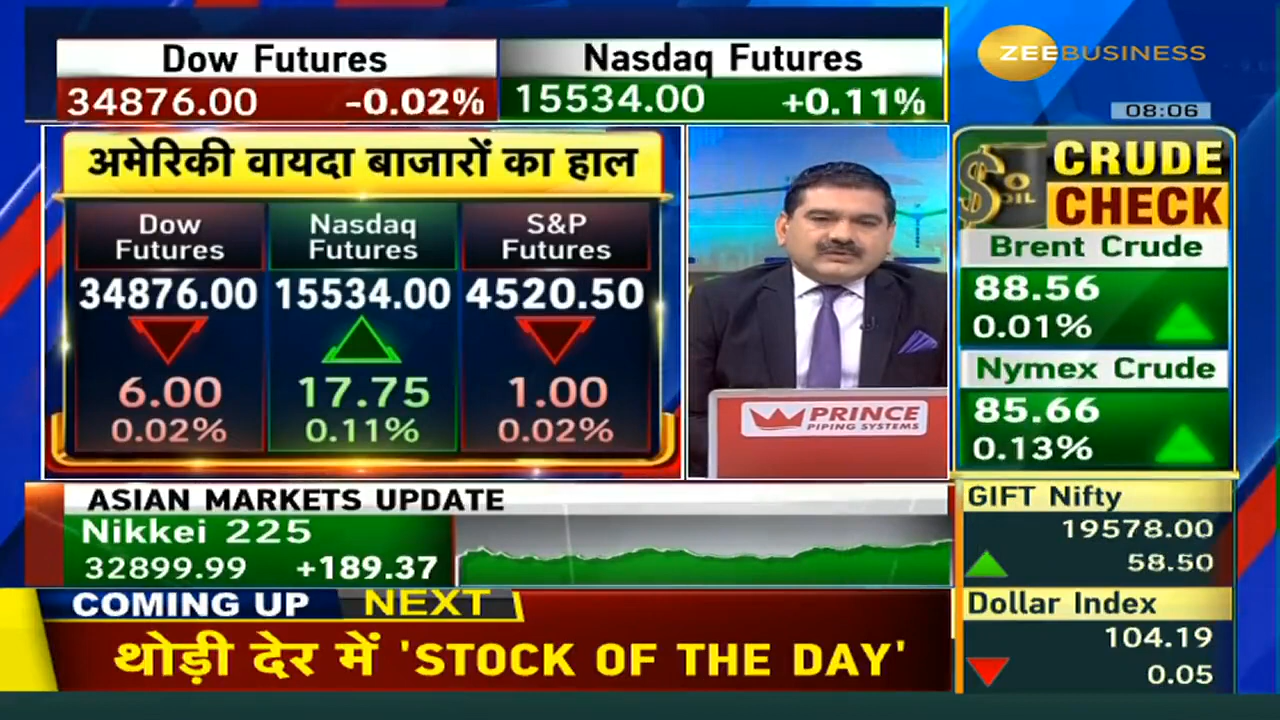 Dow Futures
34876.00 -0.02%
Nasdaq Futures
15534.00 +0.11%
ZEEBUSINESS
08:06
अमेरिकी वायदा बाजारों का हाल
Dow
Futures
34876.00
6.00
0.02%
Nasdaq
Futures
15534.00
17.75
0.11%
S&P
Futures
4520.50
1.00
0.02%
PRINCE
PIPING SYSTEMS
$ OIL
CRUDE
CHECK
Brent Crude
88.56
0.01%
Nymex Crude
85.66
0.13%
GIFT Nifty
19578.00
58.50
Dollar Index
104.19
0.05
ASIAN MARKETS UPDATE
Nikkei 225
32899.99 +189.37
COMING UP NEXT
थोड़ी देर में 'STOCK OF THE DAY'